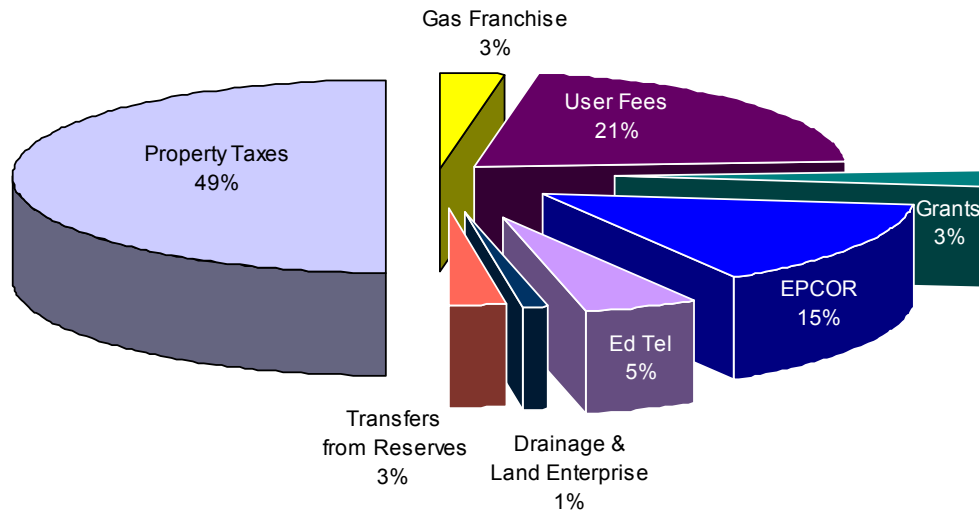 Gas Franchise
3%
User Fees
21%
Property Taxes
49%
Grants
3%
EPCOR
15%
Ed Tel
5%
Transfers
from Reserves
3%
Drainage &
Land Enterprise
1%